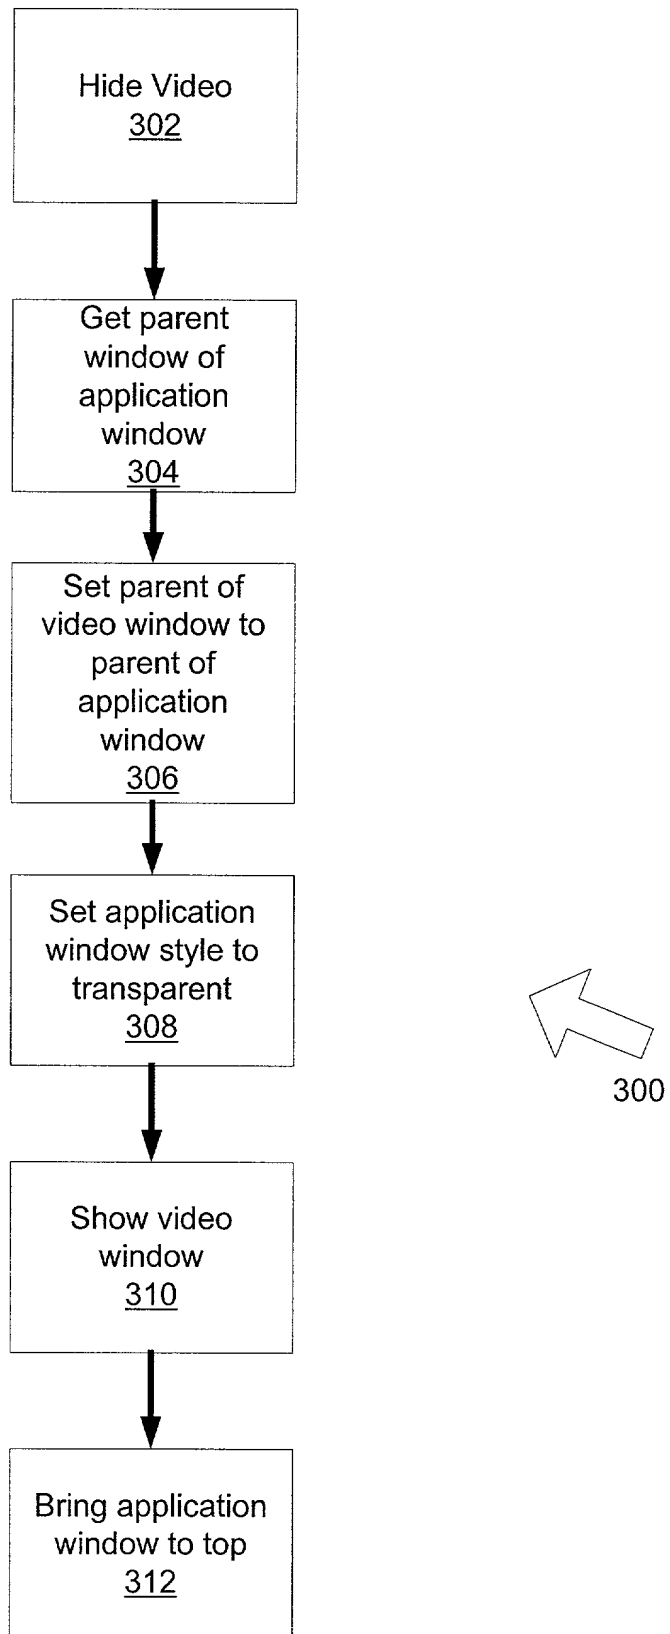 Hide Video
302
Get parent
window of
application
window
304
Set parent of
video window to
parent of
application
window
306
Set application
window style to
transparent
308
300
Show video
window
310
Bring application
window to top
312